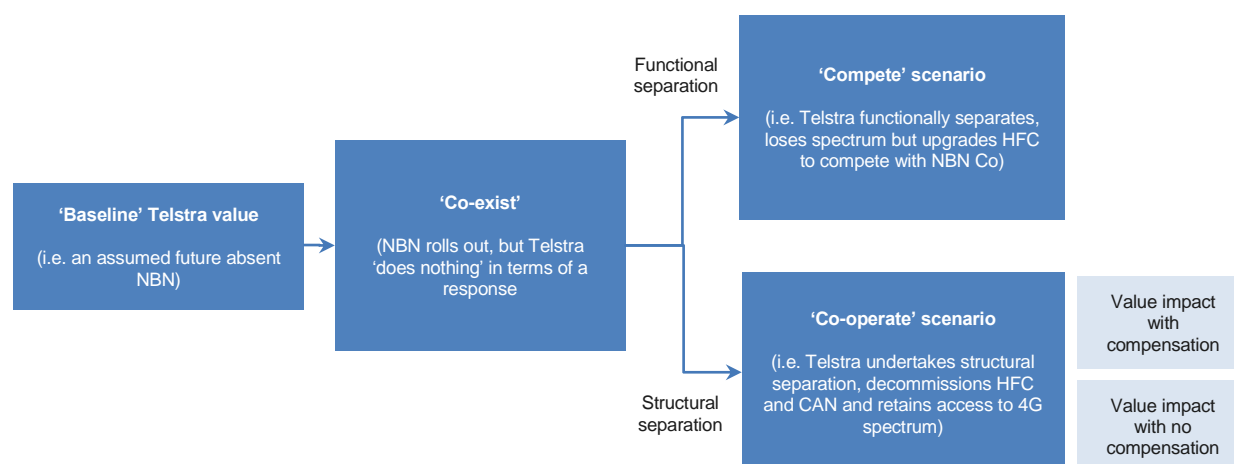 ‘Baseline’ Telstra value
(i.e. an assumed future absent
NBN)
‘Co-exist’
(NBN rolls out, but Telstra
‘does nothing’ in terms of a
response
Functional
separation
‘Compete’ scenario
(i.e. Telstra functionally separates,
loses spectrum but upgrades HFC
to compete with NBN Co)
Structural
separation
‘Co-operate’ scenario
(i.e. Telstra undertakes structural
separation, decommissions HFC
and CAN and retains access to 4G
spectrum)
Value impact
with
compensation
Value impact
with no
compensation